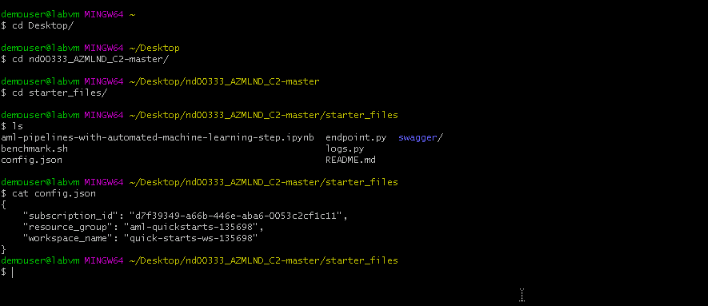 demouser@labvm MINGW64 ~
$ cd Desktop/
demouser@labvm MINGW64 ~/Desktop
$ cd nd00333_AZMLND_C2-master/
demouser@labvm MINGW64 ~/Desktop/nd00333_AZMLND_C2-master
$ cd starter_files/
demouser@labvm MINGW64 ~/Desktop/nd00333_AZMLND_C2-master/starter_files
$ ls
aml-pipelines-with-automated-machine-learning-step.ipynb  endpoint.py  swagger/
benchmark.sh  logs.py
config.json  README.md
demouser@labvm MINGW64 ~/Desktop/nd00333_AZMLND_C2-master/starter_files
$ cat config.json
{
    "subscription_id": "d7f39349-a66b-446e-aba6-0053c2cf1c11",
    "resource_group": "aml-quickstarts-135698",
    "workspace_name": "quick-starts-ws-135698"
}
demouser@labvm MINGW64 ~/Desktop/nd00333_AZMLND_C2-master/starter_files
$